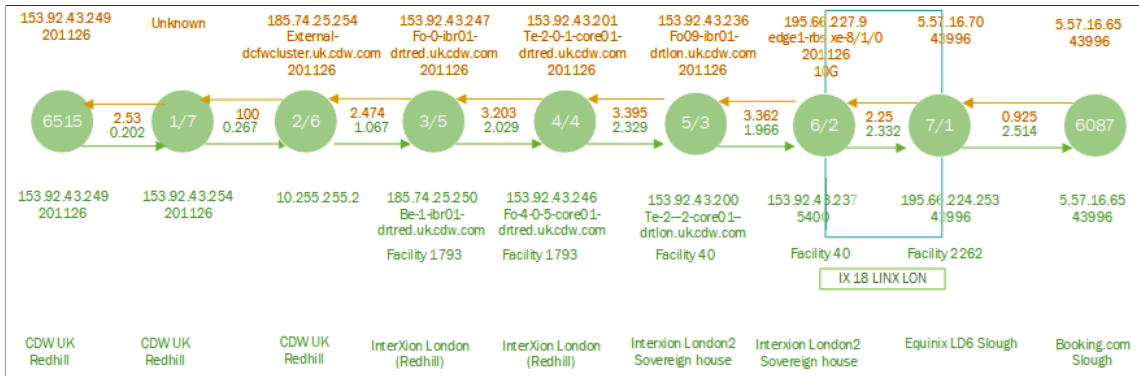 153.92.43.249
201126
Unknown
185.74.25.254
External-
dcfwcluster.uk.cdw.com
201126
153.92.43.247
Fo-0-ibr01-
drtred.uk.cdw.com
201126
153.92.43.201
Te-2-0-1-core01-
drtred.uk.cdw.com
201126
153.92.43.236
Fo09-ibr01-
drtlon.uk.cdw.com
201126
195.66.227.9
edge1-rbs xe-8/1/0
201126
10G
5.57.16.70
43996
5.57.16.65
43996
6515
2.53
0.202
1/7
100
0.267
2/6
2.474
1.067
3/5
3.203
2.029
4/4
3.395
2.329
5/3
3.362
1.966
6/2
2.25
2.332
7/1
0.925
2.514
6087
153.92.43.249
201126
153.92.43.254
201126
10.255.255.2
185.74.25.250
Be-1-ibr01-
drtred.uk.cdw.com
Facility 1793
153.92.43.246
Fo-4-0-5-core01-
drtred.uk.cdw.com
Facility 1793
153.92.43.200
Te-2—2-core01–
drtlon.uk.cdw.com
Facility 40
153.92.43.237
5400
Facility 40
195.66.224.253
43996
Facility 2262
5.57.16.65
43996
IX 18 LINX LON
CDW UK
Redhill
CDW UK
Redhill
CDW UK
Redhill
InterXion London
(Redhill)
InterXion London
(Redhill)
Interxion London2
Sovereign house
Interxion London2
Sovereign house
Equinix LD6 Slough
Booking.com
Slough